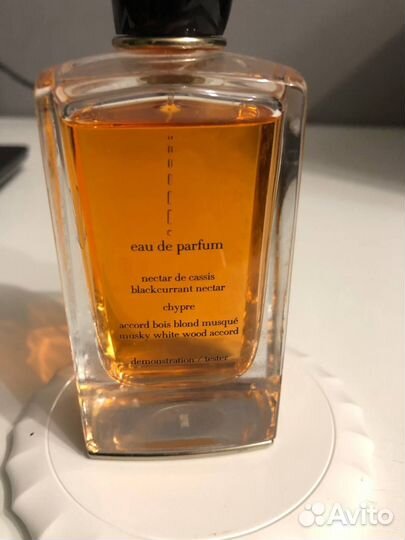 eau de parfum
nectar de cassis
blackcurrant nectar
chypre
accord bois blond musqué
musky white wood accord
demonstration / tester
Avito